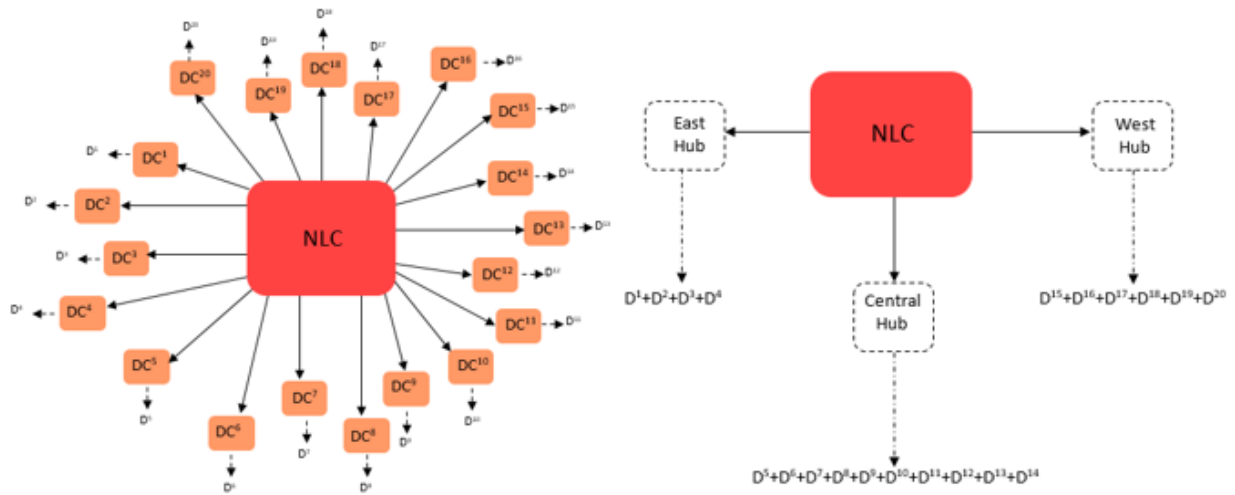 D²⁰
D¹⁹
D¹⁸
D¹⁷
D¹⁶
D¹⁵
D¹⁴
D¹³
D¹²
D¹¹
DC²⁰
DC¹⁹
DC¹⁸
DC¹⁷
DC¹⁶
DC¹⁵
DC¹⁴
DC¹³
DC¹²
DC¹¹
DC¹⁰
DC⁹
DC⁸
DC⁷
DC⁶
DC⁵
DC⁴
DC³
DC²
DC¹
NLC
D¹
D²
D³
D⁴
D⁵
D⁶
D⁷
D⁸
D⁹
D¹⁰
East
Hub
NLC
West
Hub
D¹+D²+D³+D⁴
Central
Hub
D¹⁵+D¹⁶+D¹⁷+D¹⁸+D¹⁹+D²⁰
D⁵+D⁶+D⁷+D⁸+D⁹+D¹⁰+D¹¹+D¹²+D¹³+D¹⁴